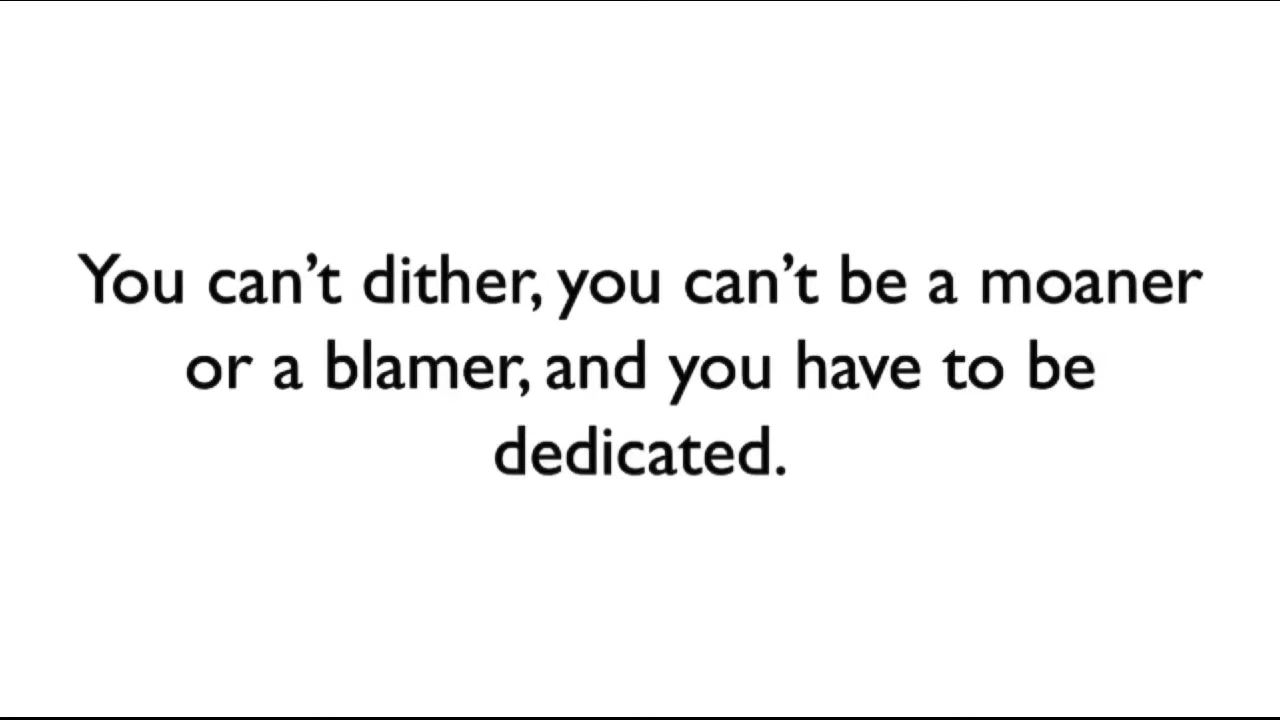 You can’t dither, you can’t be a moaner
or a blamer, and you have to be
dedicated.